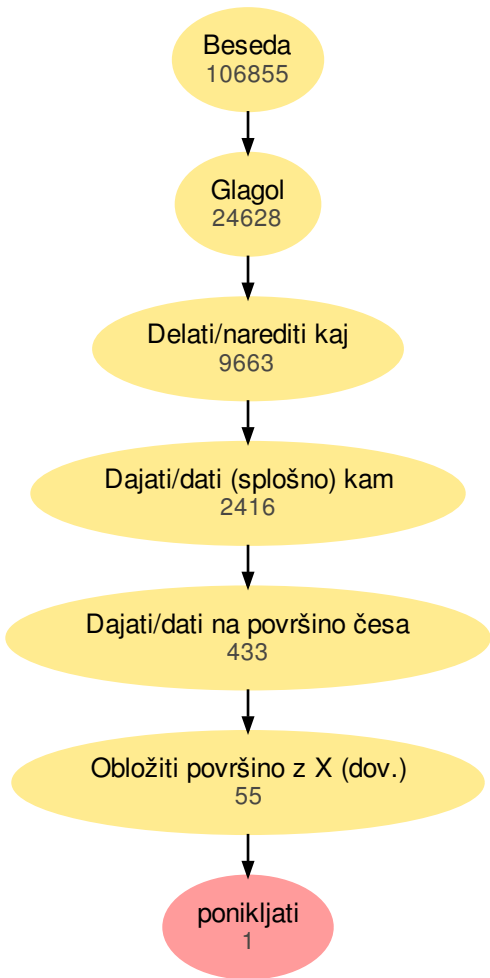 Beseda
106855
Glagol
24628
Delati/narediti kaj
9663
Dajati/dati (splošno) kam
2416
Dajati/dati na površino česa
433
Obložiti površino z X (dov.)
55
ponikljati
1